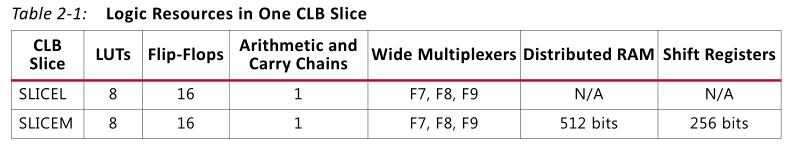 Table 2-1: Logic Resources in One CLB Slice
CLB Slice LUTs Flip-Flops Arithmetic and Carry Chains Wide Multiplexers Distributed RAM Shift Registers
SLICEL 8 16 1 F7, F8, F9 N/A N/A
SLICEM 8 16 1 F7, F8, F9 512 bits 256 bits